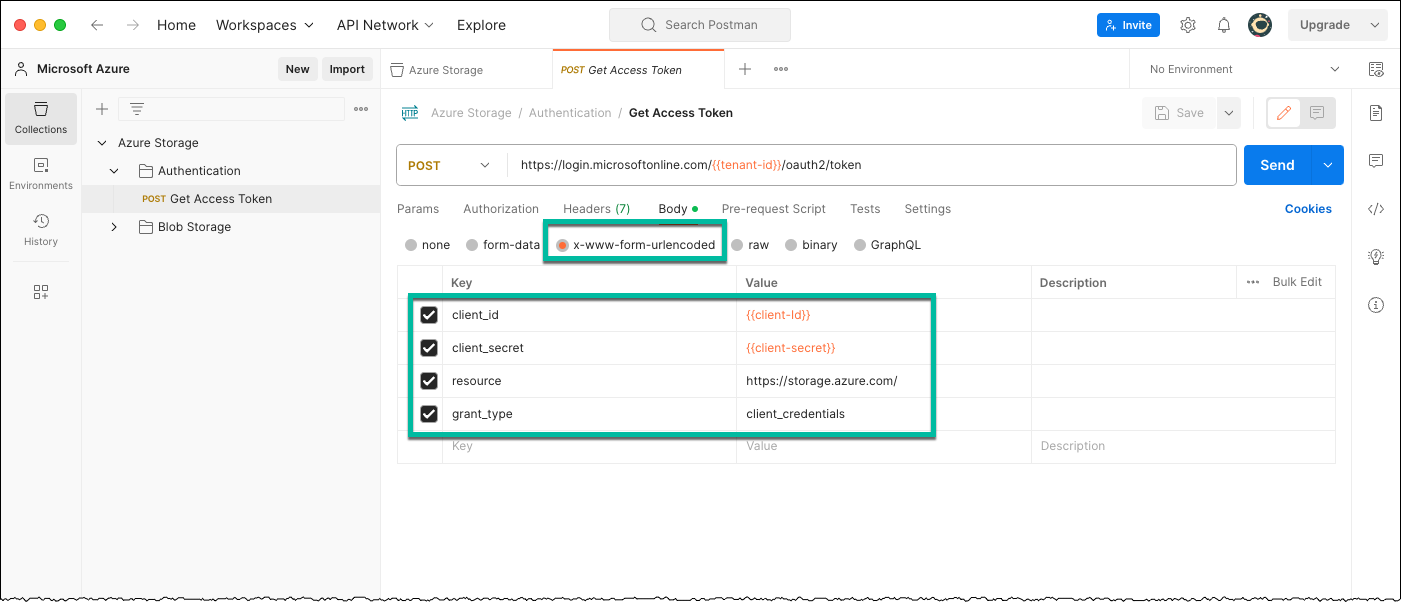 Home Workspaces API Network Explore Search Postman Invite Upgrade
Microsoft Azure New Import Azure Storage POST Get Access Token No Environment
Collections
Environments
History
Azure Storage
Authentication
POST Get Access Token
Blob Storage
HTTP Azure Storage / Authentication / Get Access Token Save
POST https://login.microsoftonline.com/{{tenant-id}}/oauth2/token Send
Params Authorization Headers (7) Body Pre-request Script Tests Settings Cookies
none form-data x-www-form-urlencoded raw binary GraphQL
Key Value Description Bulk Edit
client_id {{client-Id}}
client_secret {{client-secret}}
resource https://storage.azure.com/
grant_type client_credentials
Key Value Description